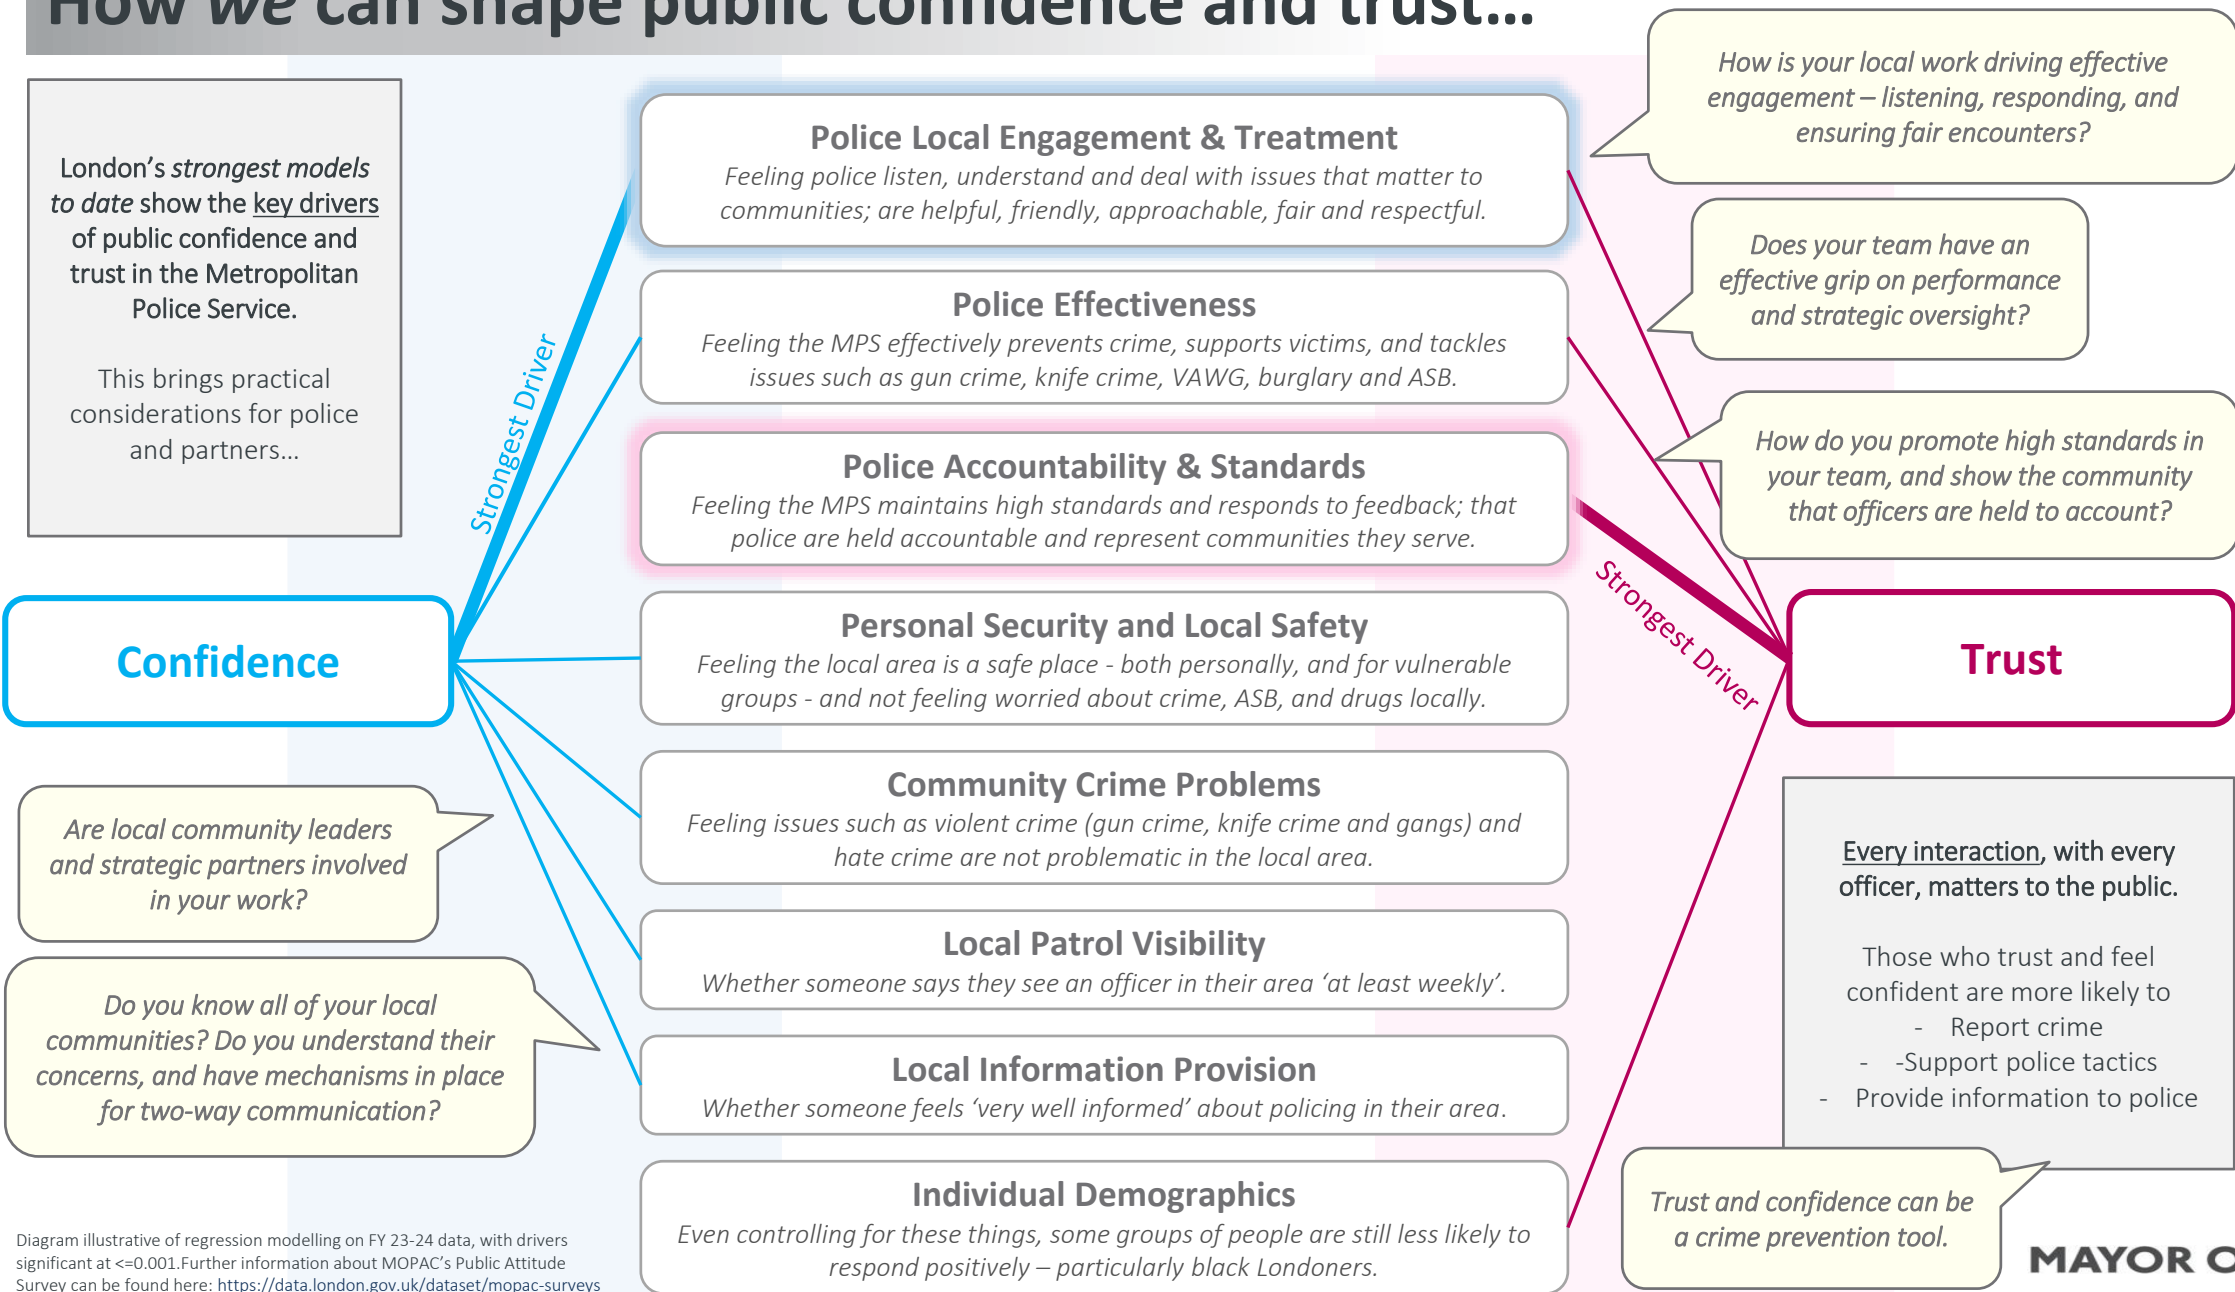 How we can shape public confidence and trust...
London's strongest models
to date show the key drivers
of public confidence and
trust in the Metropolitan
Police Service.
This brings practical
considerations for police
and partners...
Police Local Engagement & Treatment
Feeling police listen, understand and deal with issues that matter to
communities; are helpful, friendly, approachable, fair and respectful.
Police Effectiveness
Feeling the MPS effectively prevents crime, supports victims, and tackles
issues such as gun crime, knife crime, VAWG, burglary and ASB.
Police Accountability & Standards
Feeling the MPS maintains high standards and responds to feedback; that
police are held accountable and represent communities they serve.
Personal Security and Local Safety
Feeling the local area is a safe place - both personally, and for vulnerable
groups - and not feeling worried about crime, ASB, and drugs locally.
Community Crime Problems
Feeling issues such as violent crime (gun crime, knife crime and gangs) and
hate crime are not problematic in the local area.
Local Patrol Visibility
Whether someone says they see an officer in their area ‘at least weekly’.
Local Information Provision
Whether someone feels ‘very well informed’ about policing in their area.
Individual Demographics
Even controlling for these things, some groups of people are still less likely to
respond positively – particularly black Londoners.
Strongest Driver
Confidence
Are local community leaders
and strategic partners involved
in your work?
Do you know all of your local
communities? Do you understand their
concerns, and have mechanisms in place
for two-way communication?
Diagram illustrative of regression modelling on FY 23-24 data, with drivers
significant at <=0.001.Further information about MOPAC's Public Attitude
Survey can be found here: https://data.london.gov.uk/dataset/mopac-surveys
How is your local work driving effective
engagement – listening, responding, and
ensuring fair encounters?
Does your team have an
effective grip on performance
and strategic oversight?
How do you promote high standards in
your team, and show the community
that officers are held to account?
Strongest Driver
Trust
Every interaction, with every
officer, matters to the public.
Those who trust and feel
confident are more likely to
- Report crime
- -Support police tactics
- Provide information to police
Trust and confidence can be
a crime prevention tool.
MAYOR O